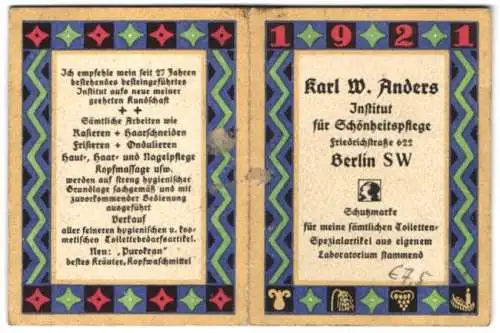 Ich empfehle mein seit 27 Jahren
bestehendes besteingeführtes
Institut aufs neue meiner
geehrten Kundschaft
+ +
Sämtliche Arbeiten wie
Rasieren + Haarschneiden
Frisieren + Ondulieren
Haut-, Haar- und Nagelpflege
Kopfmassage usw.
werden auf streng hygienischer
Grundlage sachgemäß und mit
zuvorkommender Bedienung
ausgeführt
Verkauf
aller feineren hygienischen u. kos-
metischen Toilettebedarfsartikel.
Neu: „Purokran"
bestes Kräuter-Kopfwaschmittel
1921
Karl W. Anders
Institut
für Schönheitspflege
Friedrichstraße 622
Berlin SW
Schutzmarke
für meine sämtlichen Toiletten-
Spezialartikel aus eigenem
Laboratorium stammend
€7,5